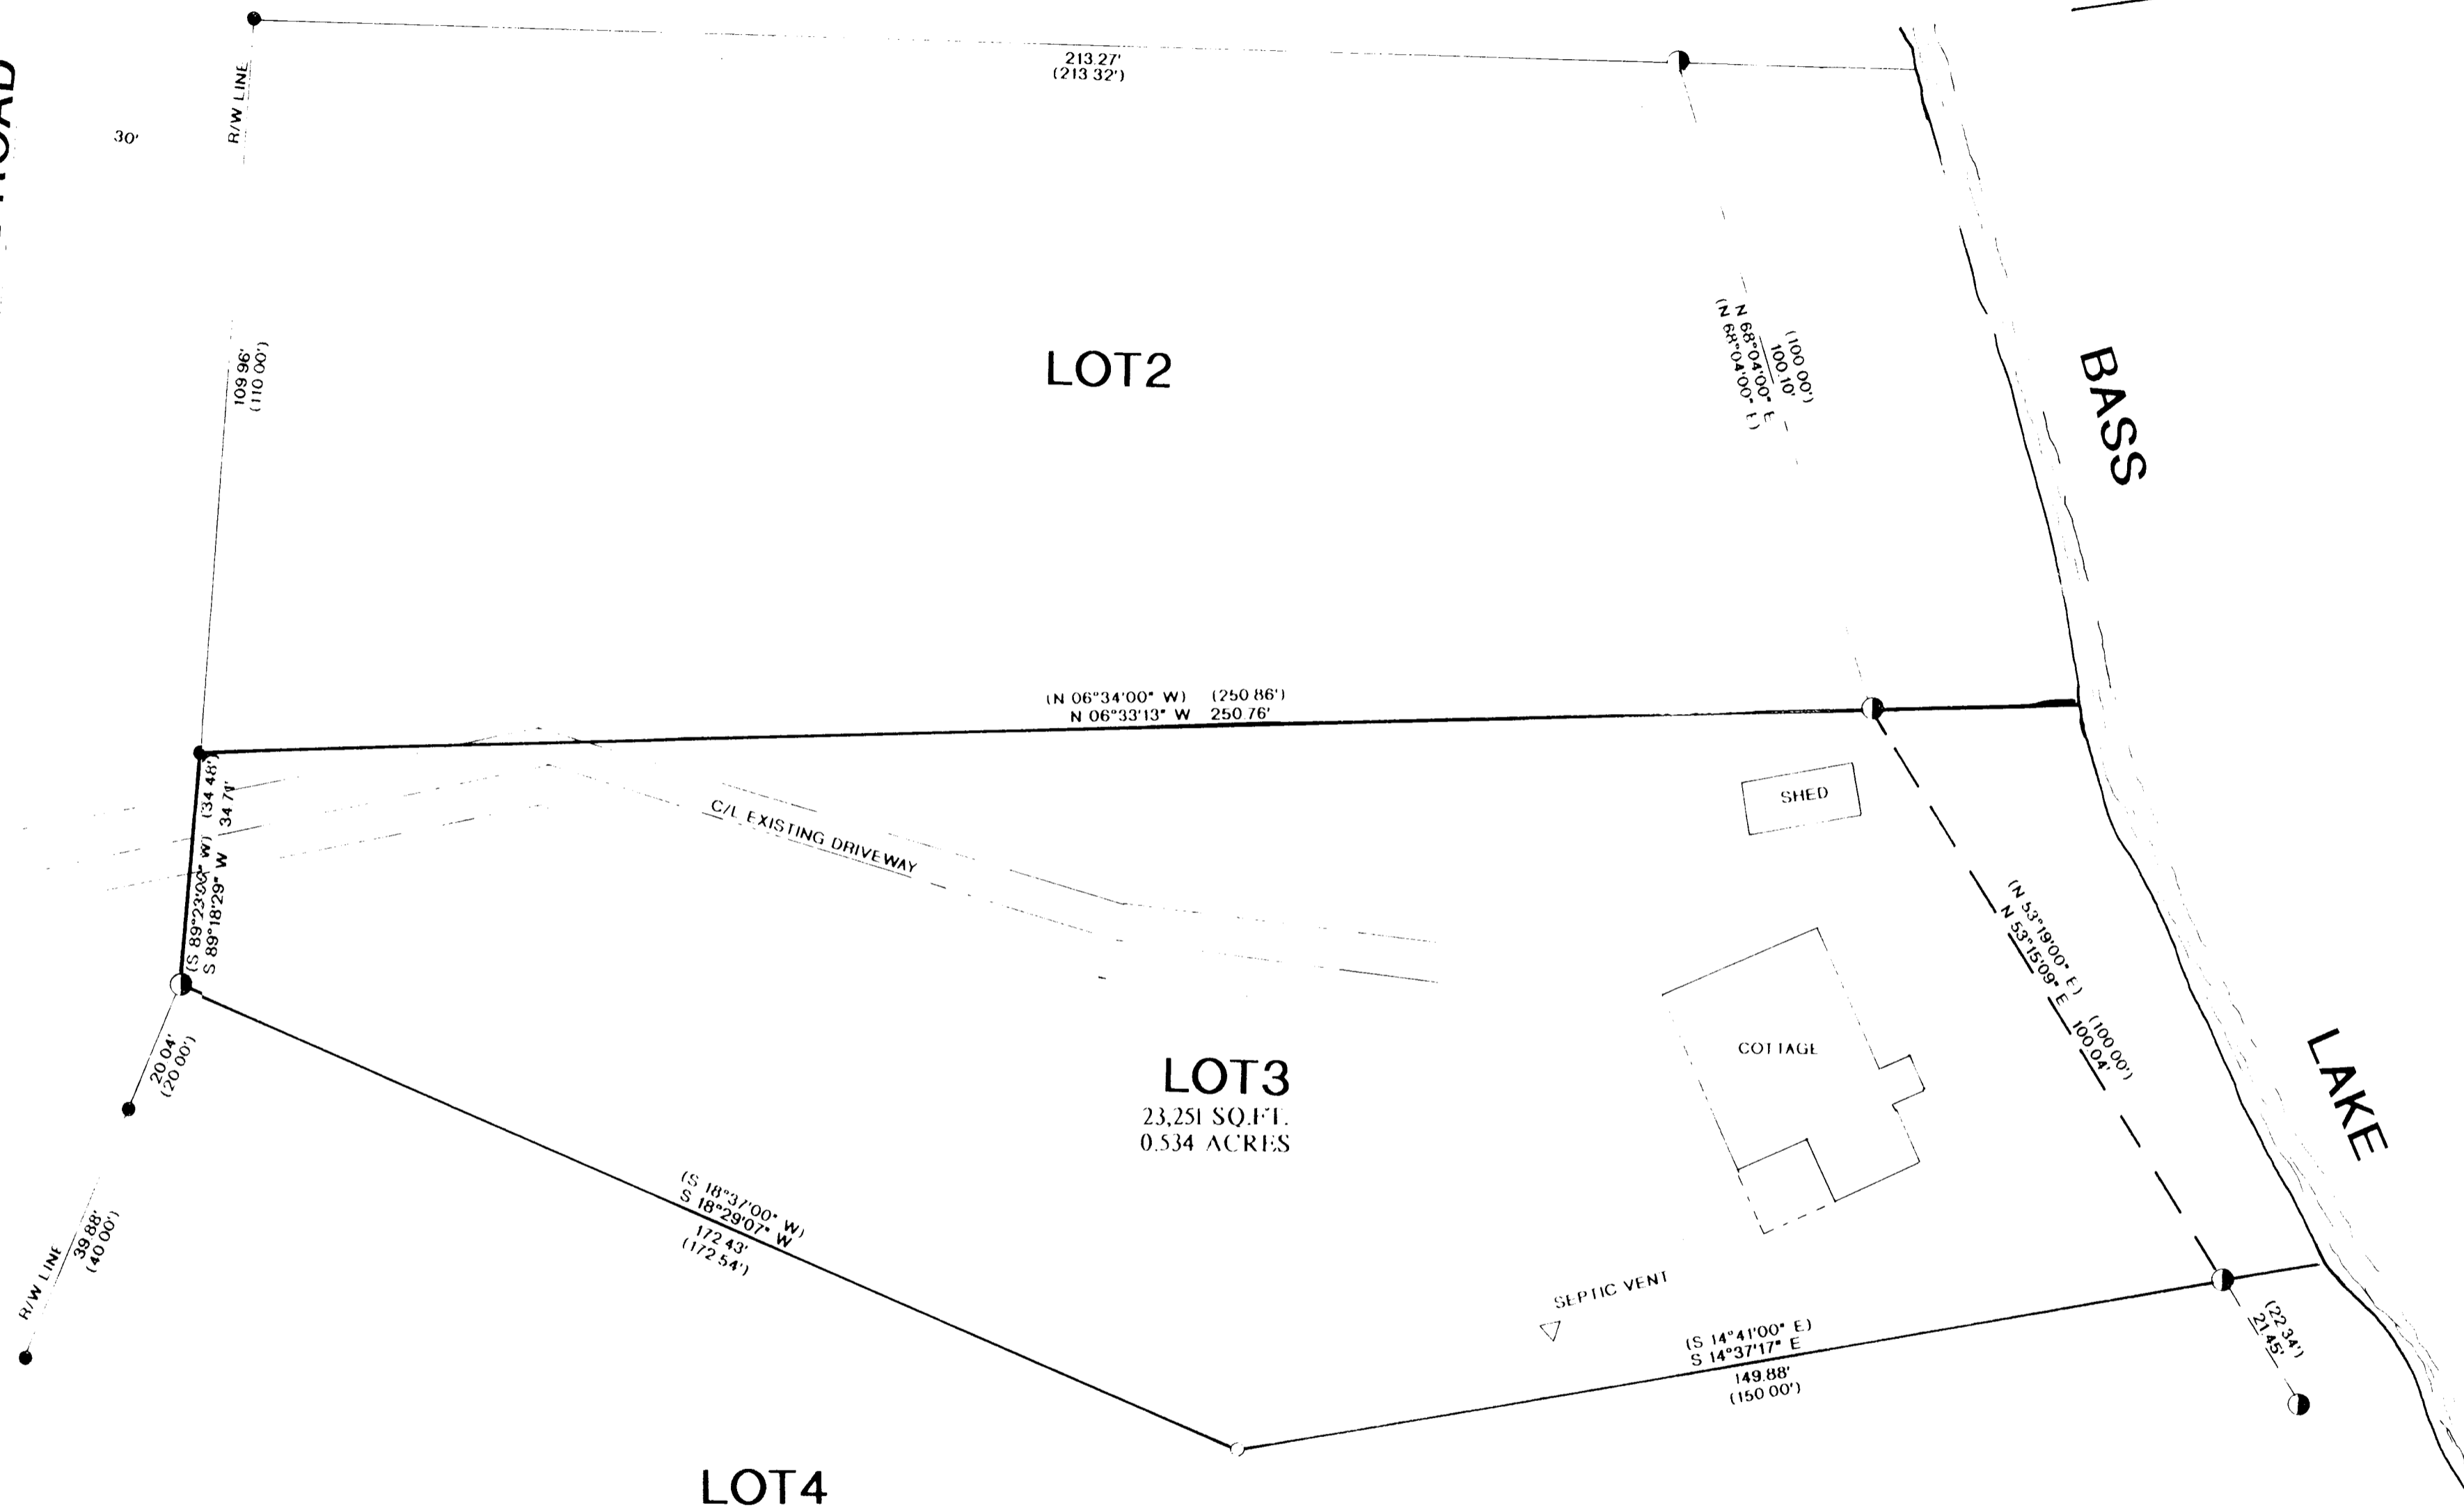 213.27'
(213.32')
R/W LINE
30'
109.96'
(110.00')
LOT2
(100.00')
100.10'
N 68°04'00" E
(N 68°04'00" E)
BASS
(N 06°34'00" W) (250.86')
N 06°33'13" W 250.76'
(S 89°23'00" W) (34.48')
S 89°18'29" W 34.71'
C/L EXISTING DRIVEWAY
SHED
(N 53°19'00" E) (100.00')
N 53°15'09" E 100.04'
COTTAGE
LAKE
LOT3
23,251 SQ.FT.
0.534 ACRES
20.04'
(20.00')
(S 18°37'00" W)
S 18°29'07" W
172.43'
(172.54')
R/W LINE
39.88'
(40.00')
SEPTIC VENT
(S 14°41'00" E)
S 14°37'17" E
149.88'
(150.00')
(22.34')
21.45'
LOT4